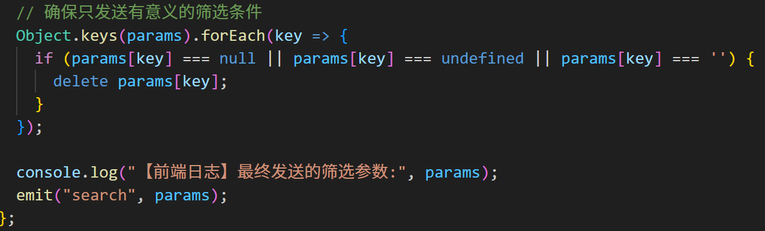 // 确保只发送有意义的筛选条件
Object.keys(params).forEach(key => {
if (params[key] === null || params[key] === undefined || params[key] === '') {
delete params[key];
}
});
console.log("【前端日志】最终发送的筛选参数:", params);
emit("search", params);
};